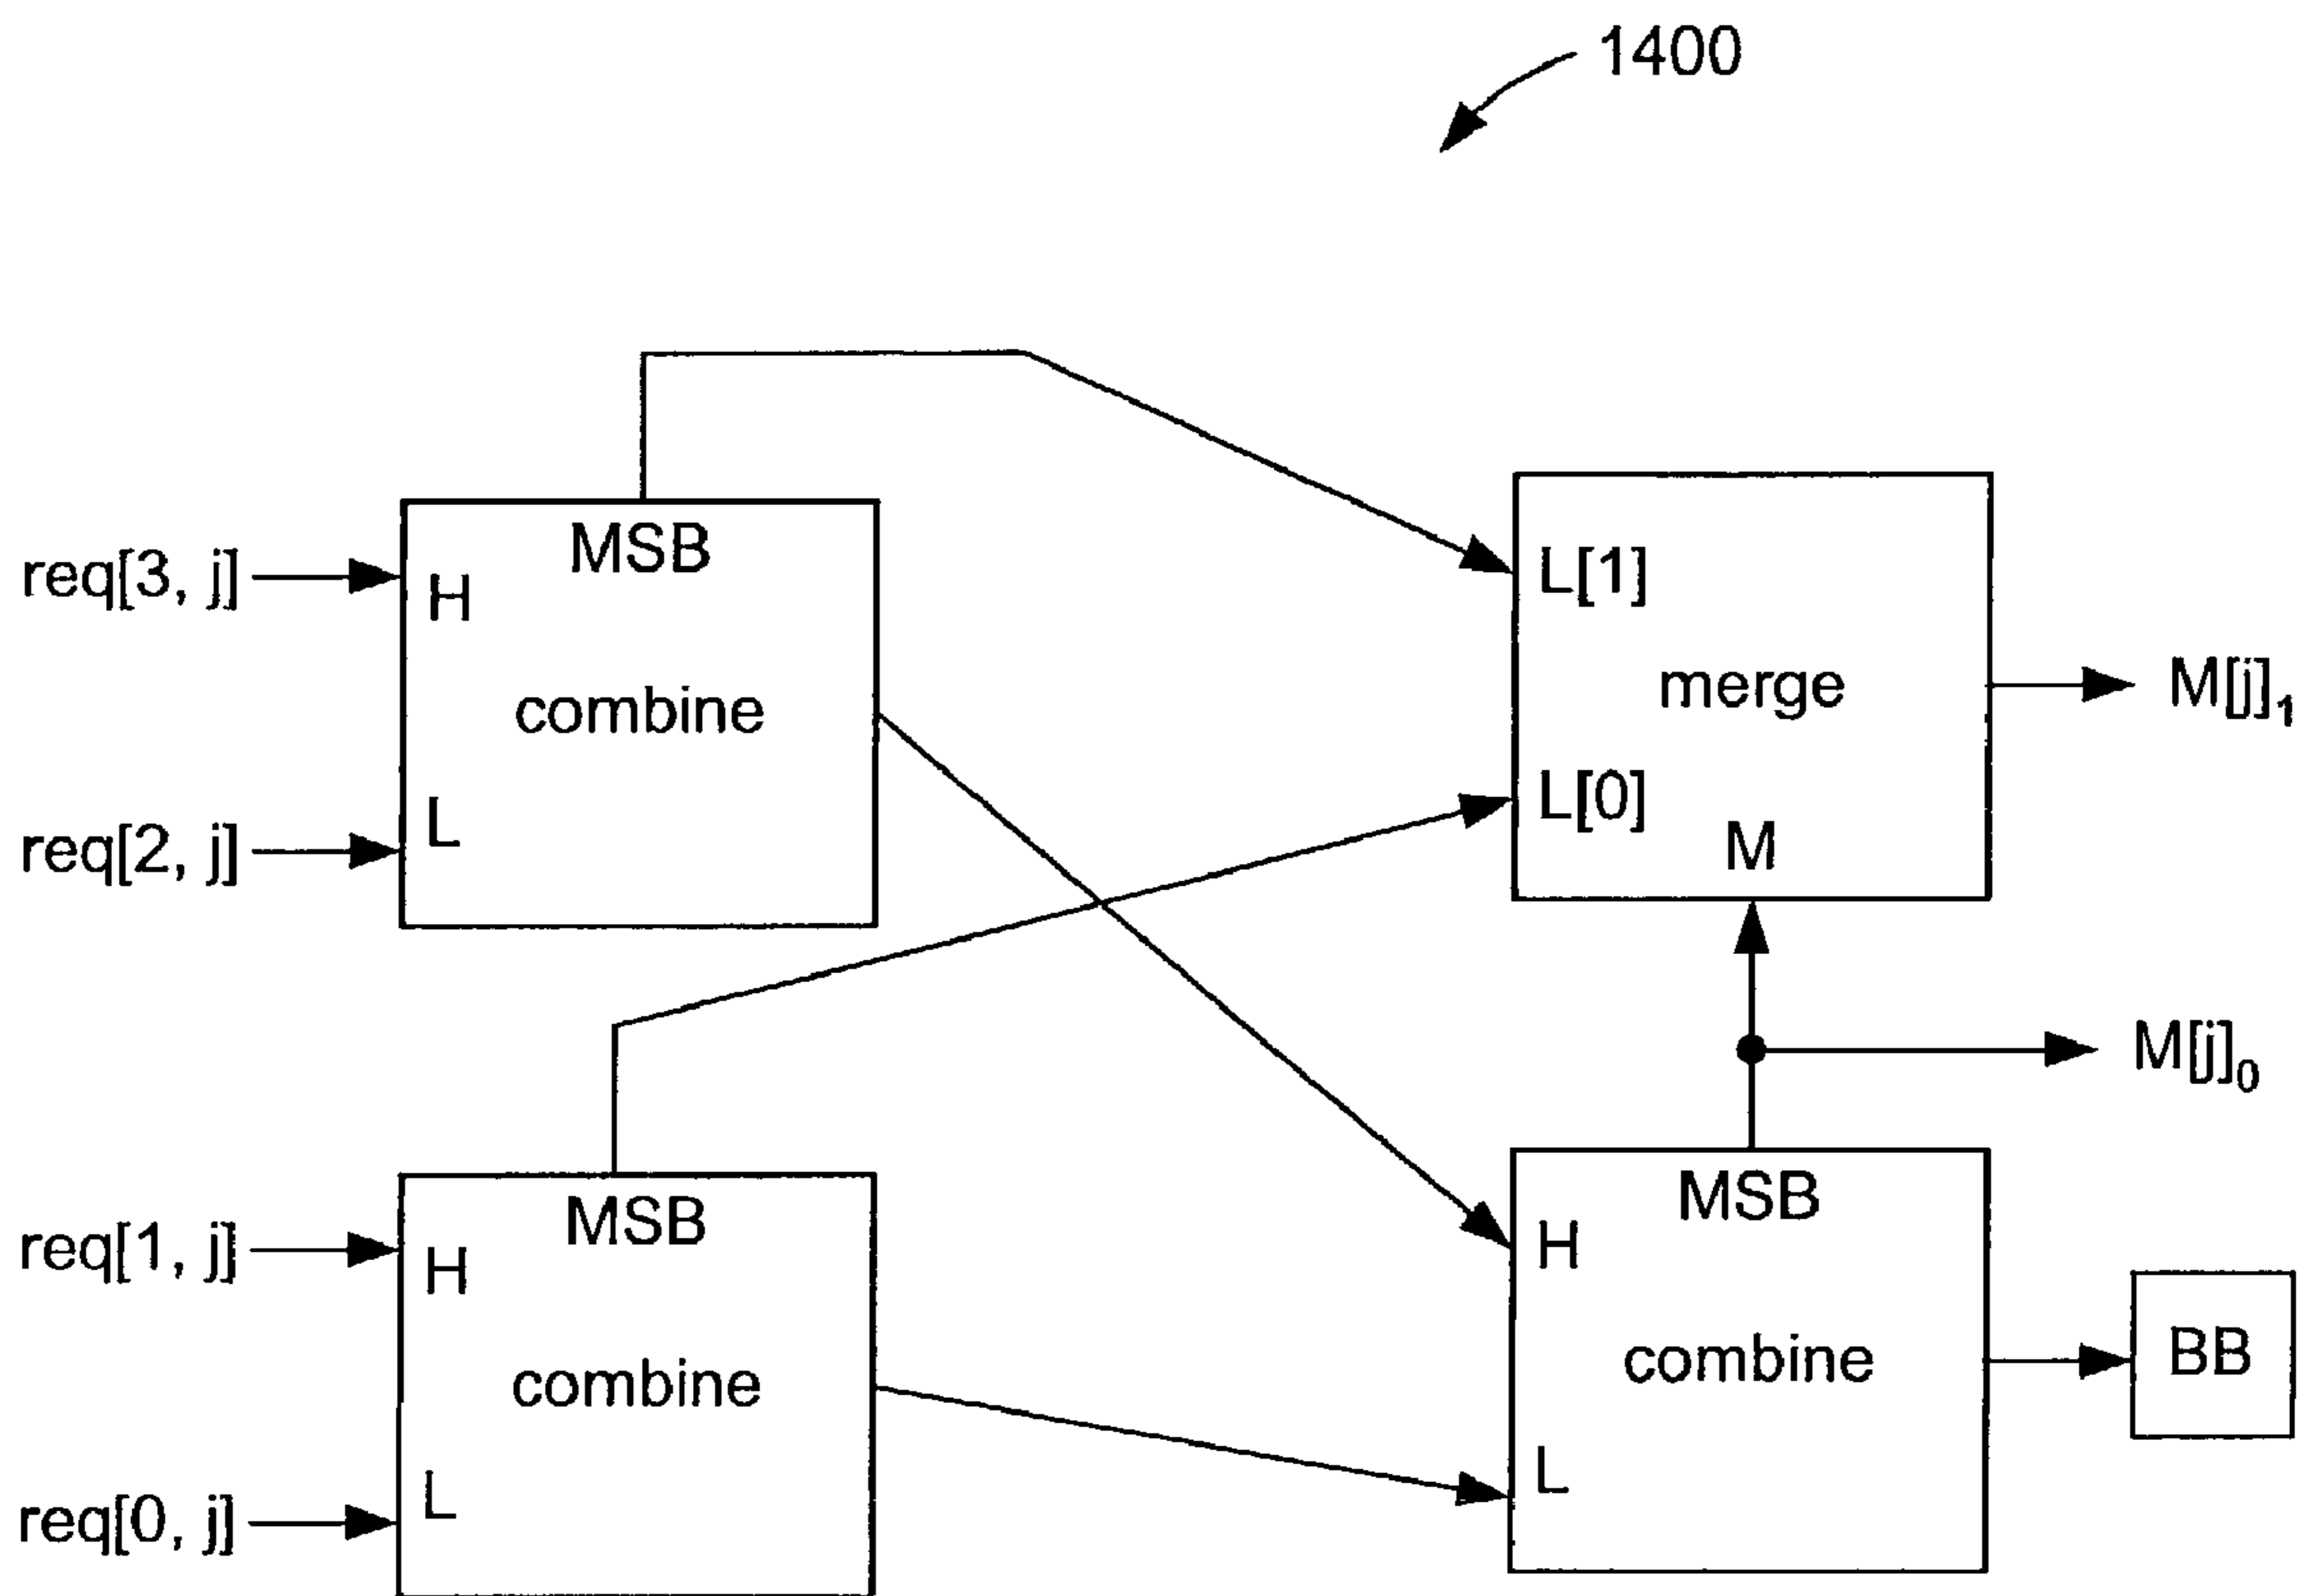 1400
MSB
req[3, j]
H
L[1]
combine
merge
M[j]₁
req[2, j]
L
L[0]
M
M[j]₀
MSB
MSB
req[1, j]
H
H
combine
combine
BB
req[0, j]
L
L